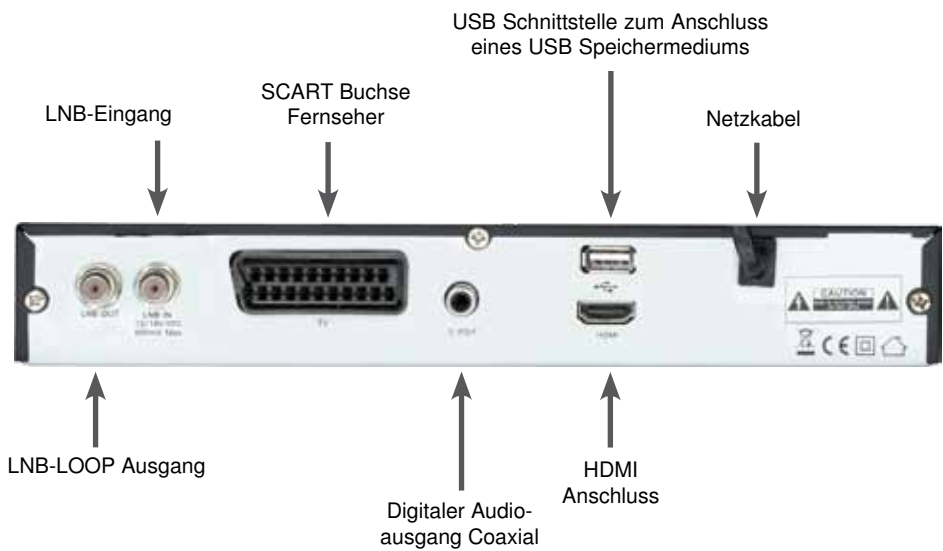 USB Schnittstelle zum Anschluss
eines USB Speichermediums
SCART Buchse
Fernseher
LNB-Eingang
Netzkabel
LNB OUT
LNB IN
TV
HDMI
CAUTION
LNB-LOOP Ausgang
HDMI
Anschluss
Digitaler Audio-
ausgang Coaxial